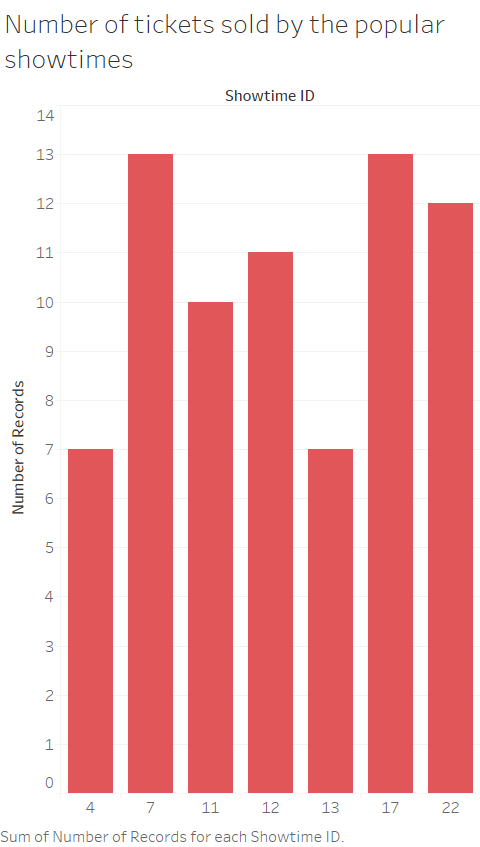 Number of tickets sold by the popular
showtimes
Showtime ID
14
13
12
11
10
9
8
7
6
5
4
3
2
1
0
Number of Records
4 7 11 12 13 17 22
Sum of Number of Records for each Showtime ID.